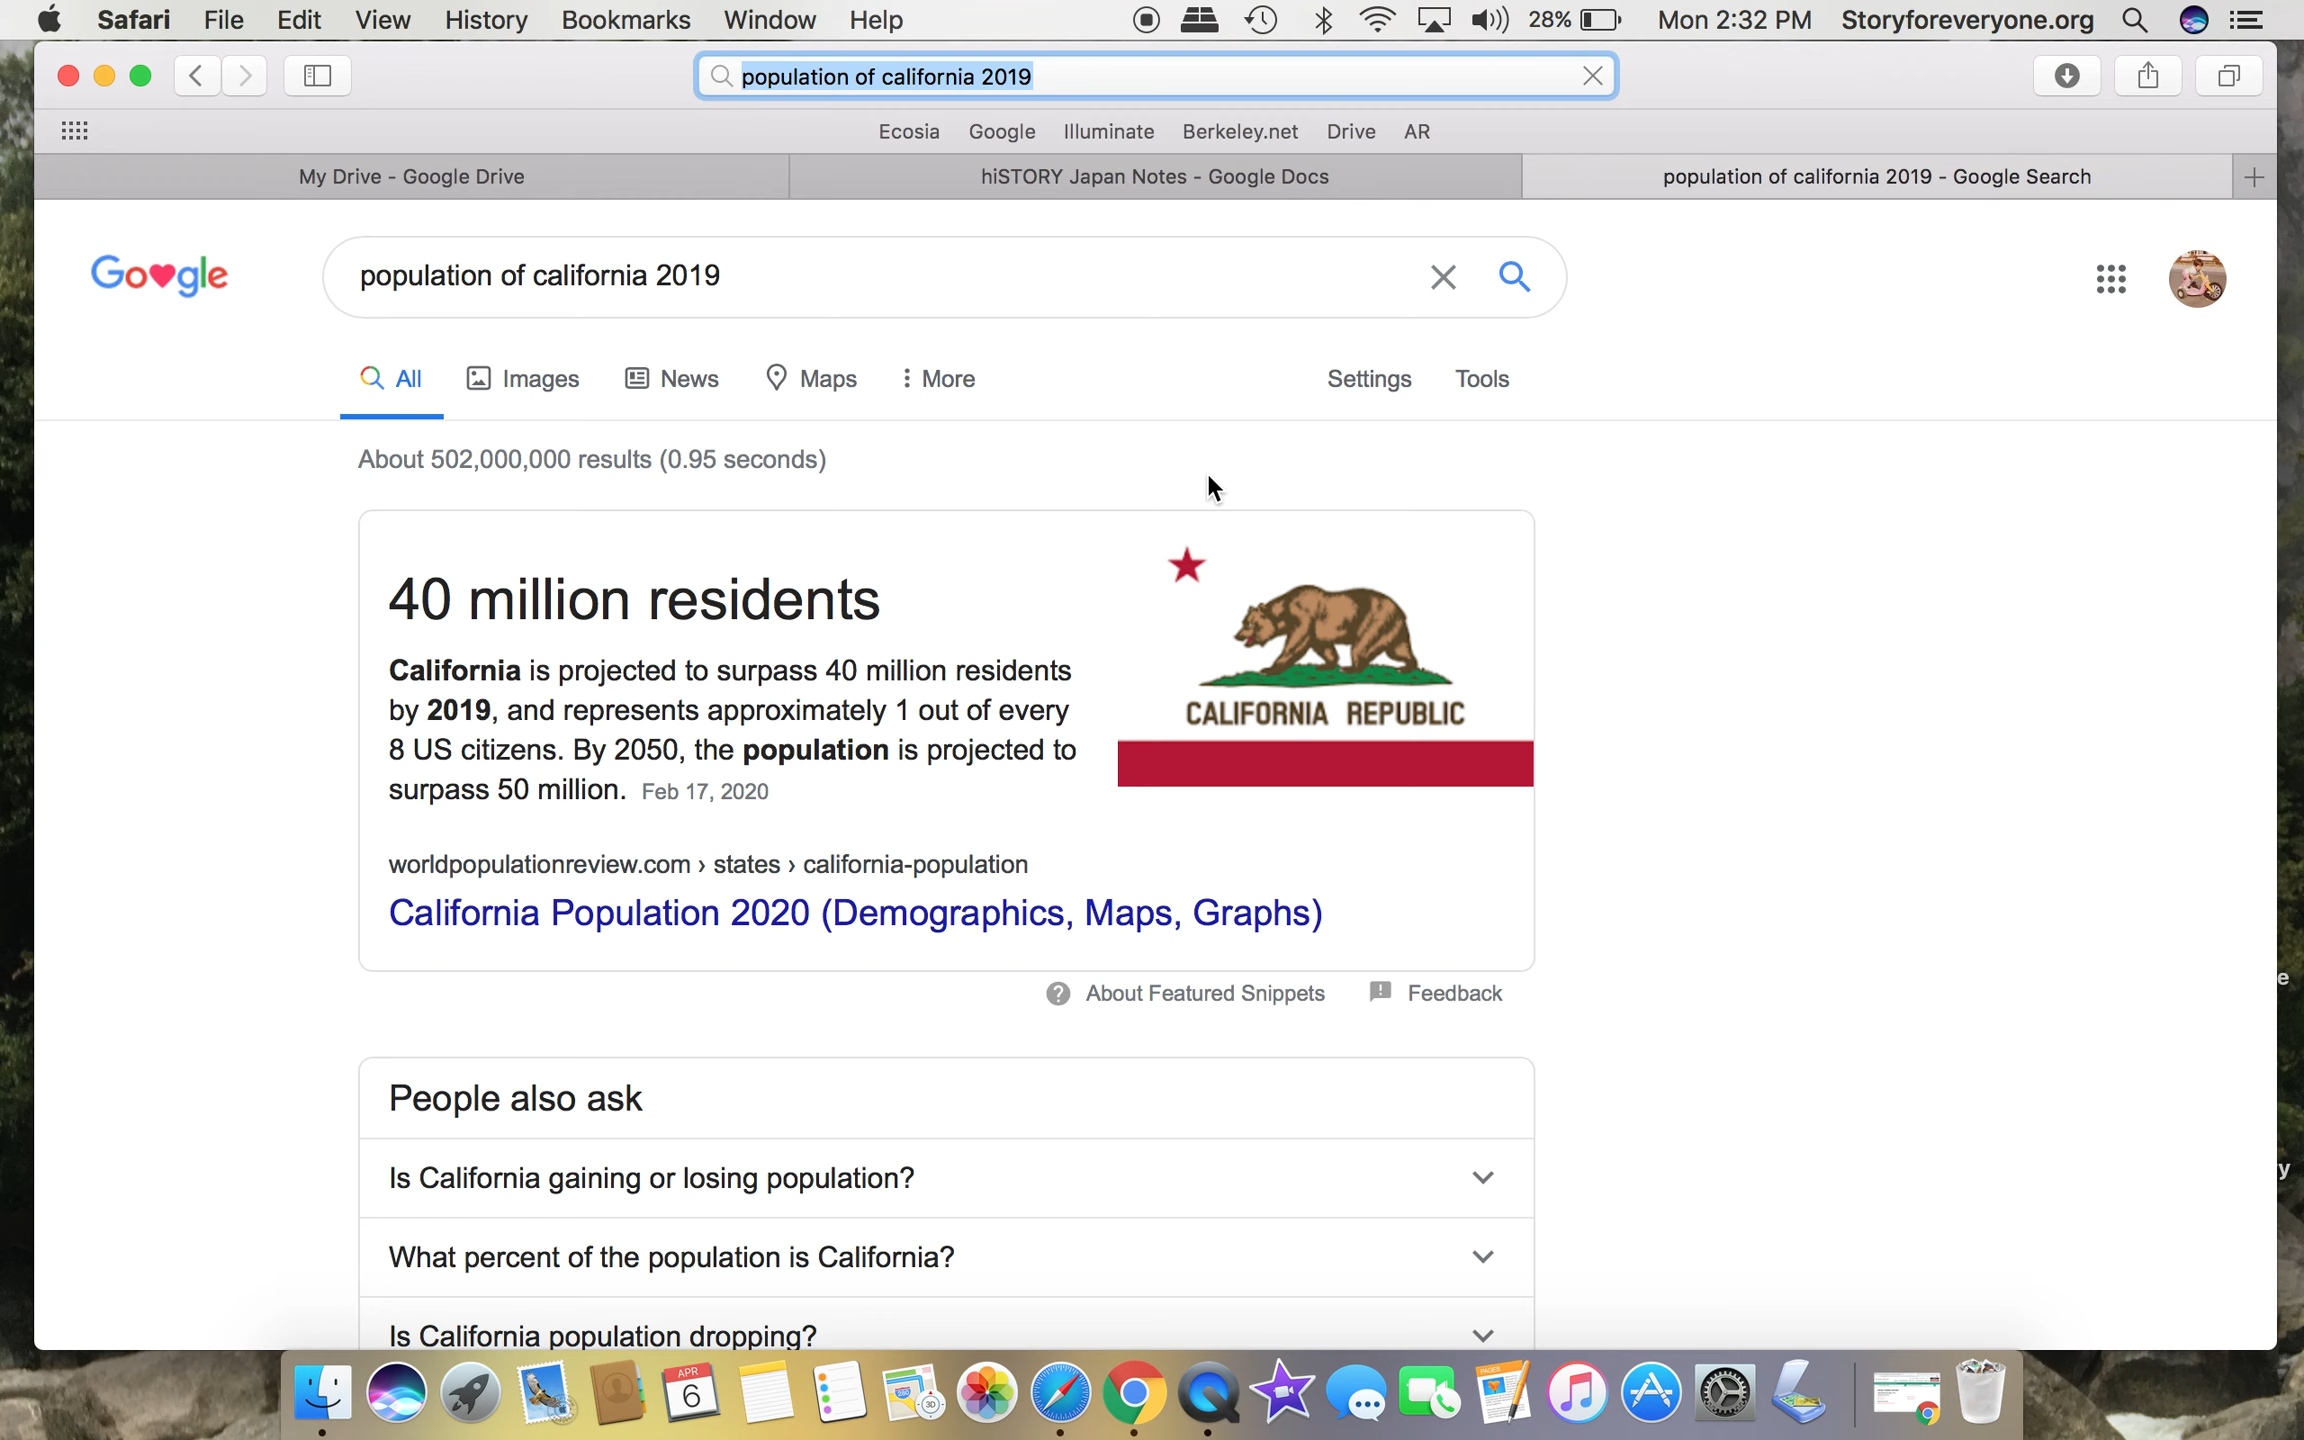 Safari File Edit View History Bookmarks Window Help 28% Mon 2:32 PM Storyforeveryone.org
population of california 2019
Ecosia Google Illuminate Berkeley.net Drive AR
My Drive - Google Drive hiSTORY Japan Notes - Google Docs population of california 2019 - Google Search
Google population of california 2019
All Images News Maps More Settings Tools
About 502,000,000 results (0.95 seconds)
40 million residents
California is projected to surpass 40 million residents
by 2019, and represents approximately 1 out of every
8 US citizens. By 2050, the population is projected to
surpass 50 million. Feb 17, 2020
CALIFORNIA REPUBLIC
worldpopulationreview.com › states › california-population
California Population 2020 (Demographics, Maps, Graphs)
About Featured Snippets Feedback
People also ask
Is California gaining or losing population?
What percent of the population is California?
Is California population dropping?
e
y
APR
6
280
3D
PAGES